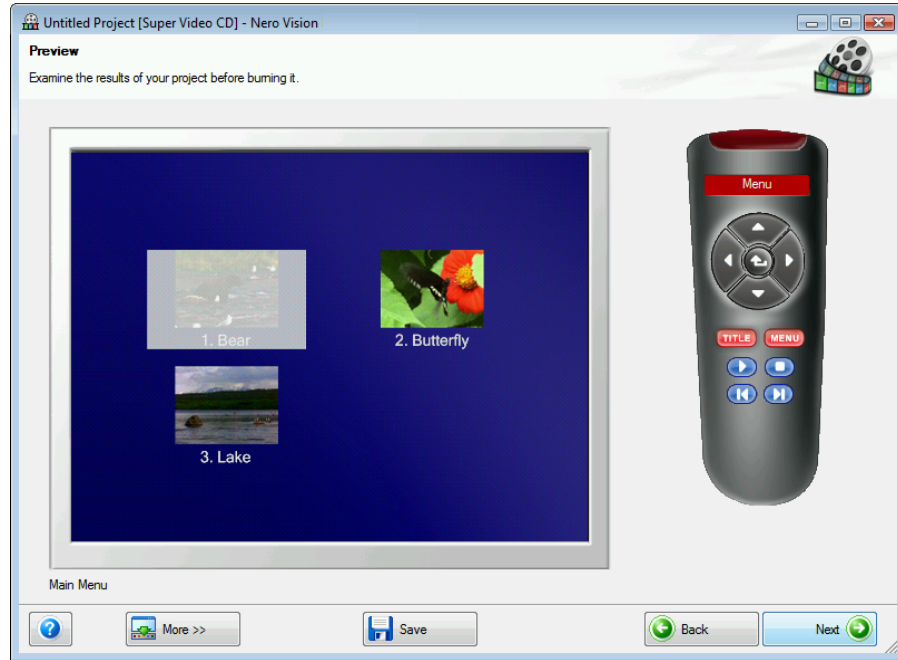 Untitled Project [Super Video CD] - Nero Vision
Preview
Examine the results of your project before burning it.
Menu
1. Bear
2. Butterfly
TITLE
MENU
3. Lake
Main Menu
?
More >>
Save
Back
Next